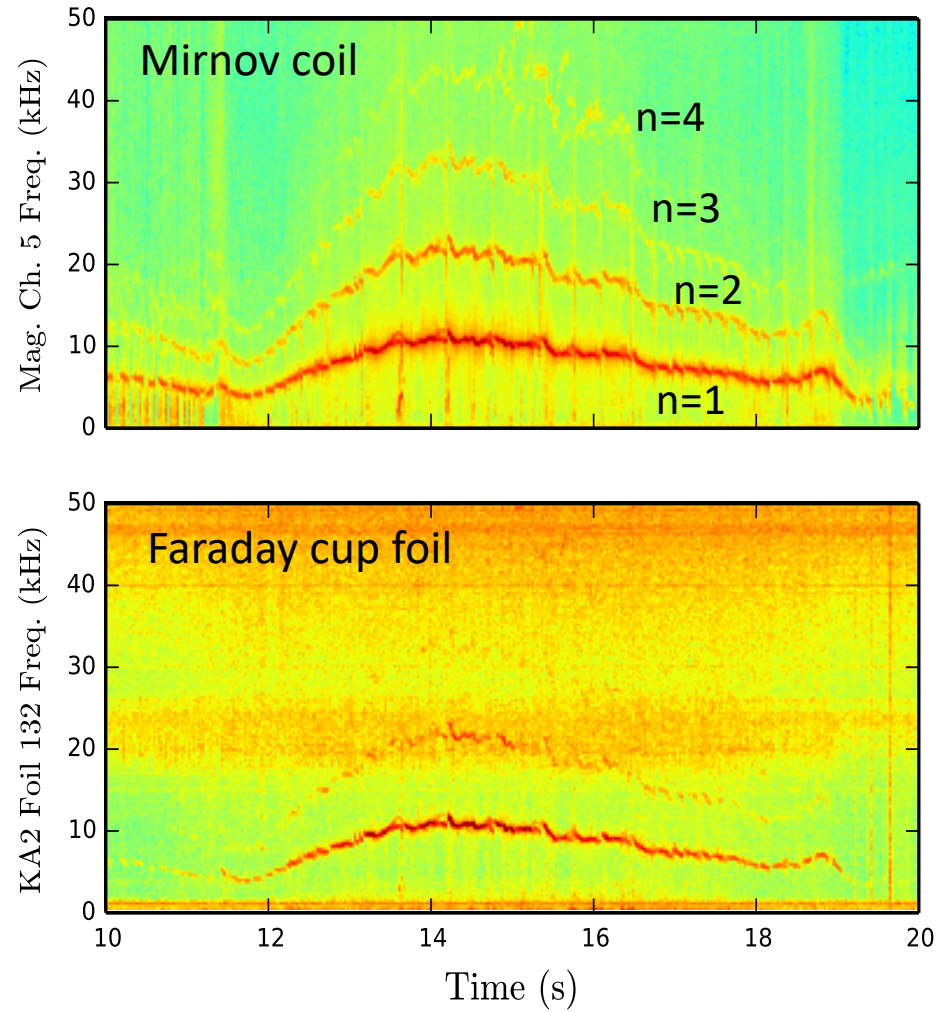 50
Mirnov coil
40
n=4
30
n=3
20
n=2
10
n=1
0
Mag. Ch. 5 Freq. (kHz)
50
Faraday cup foil
40
30
20
10
0
KA2 Foil 132 Freq. (kHz)
10 12 14 16 18 20
Time (s)